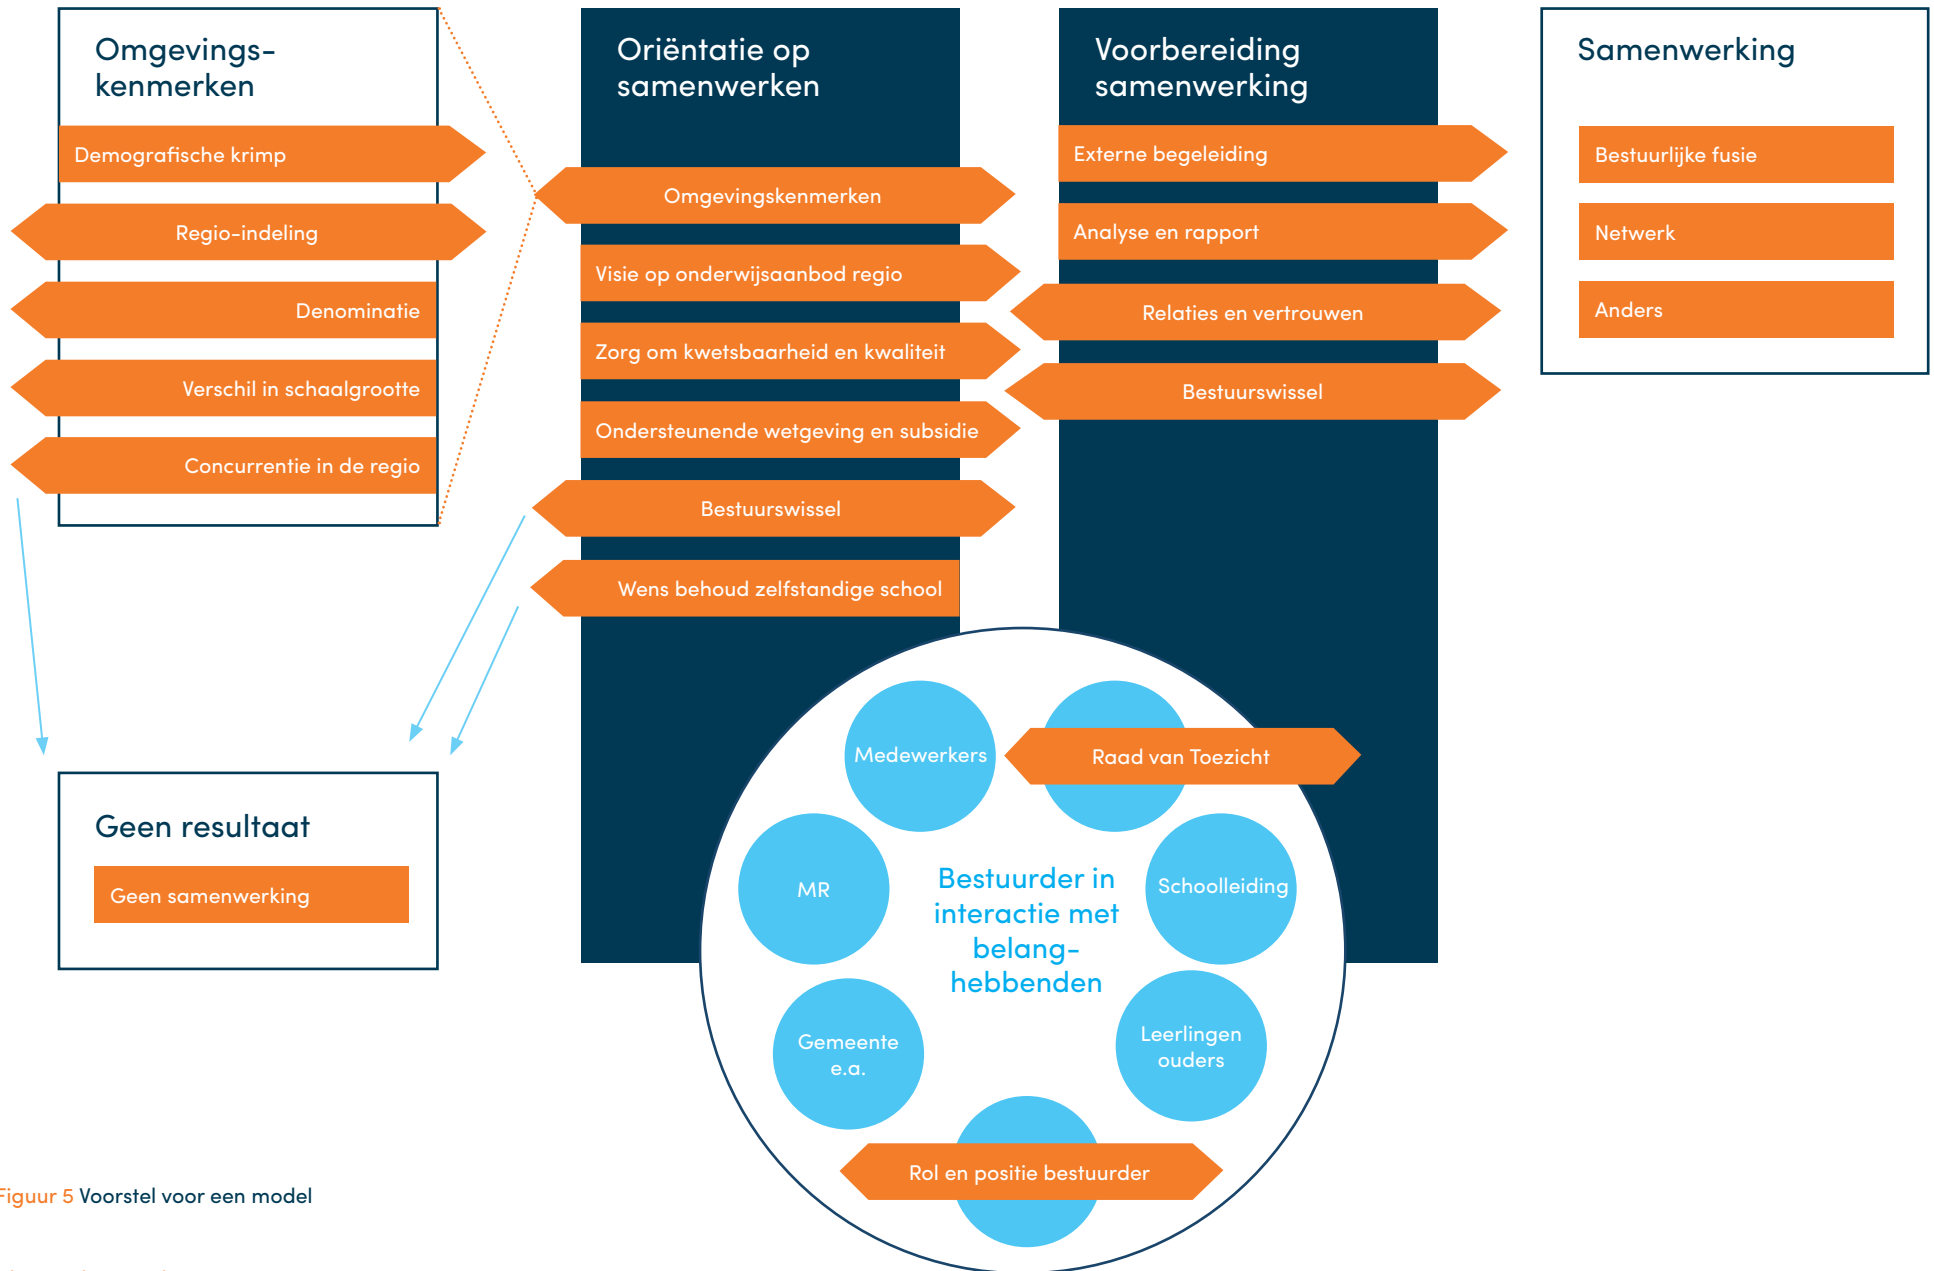 Omgevings-
kenmerken
Demografische krimp
Regio-indeling
Denominatie
Verschil in schaalgrootte
Concurrentie in de regio
Oriëntatie op
samenwerken
Omgevingskenmerken
Visie op onderwijsaanbod regio
Zorg om kwetsbaarheid en kwaliteit
Ondersteunende wetgeving en subsidie
Bestuurswissel
Wens behoud zelfstandige school
Voorbereiding
samenwerking
Externe begeleiding
Analyse en rapport
Relaties en vertrouwen
Bestuurswissel
Samenwerking
Bestuurlijke fusie
Netwerk
Anders
Geen resultaat
Geen samenwerking
Medewerkers
Raad van Toezicht
MR
Bestuurder in
interactie met
belang-
hebbenden
Schoolleiding
Gemeente
e.a.
Leerlingen
ouders
Rol en positie bestuurder
Figuur 5 Voorstel voor een model